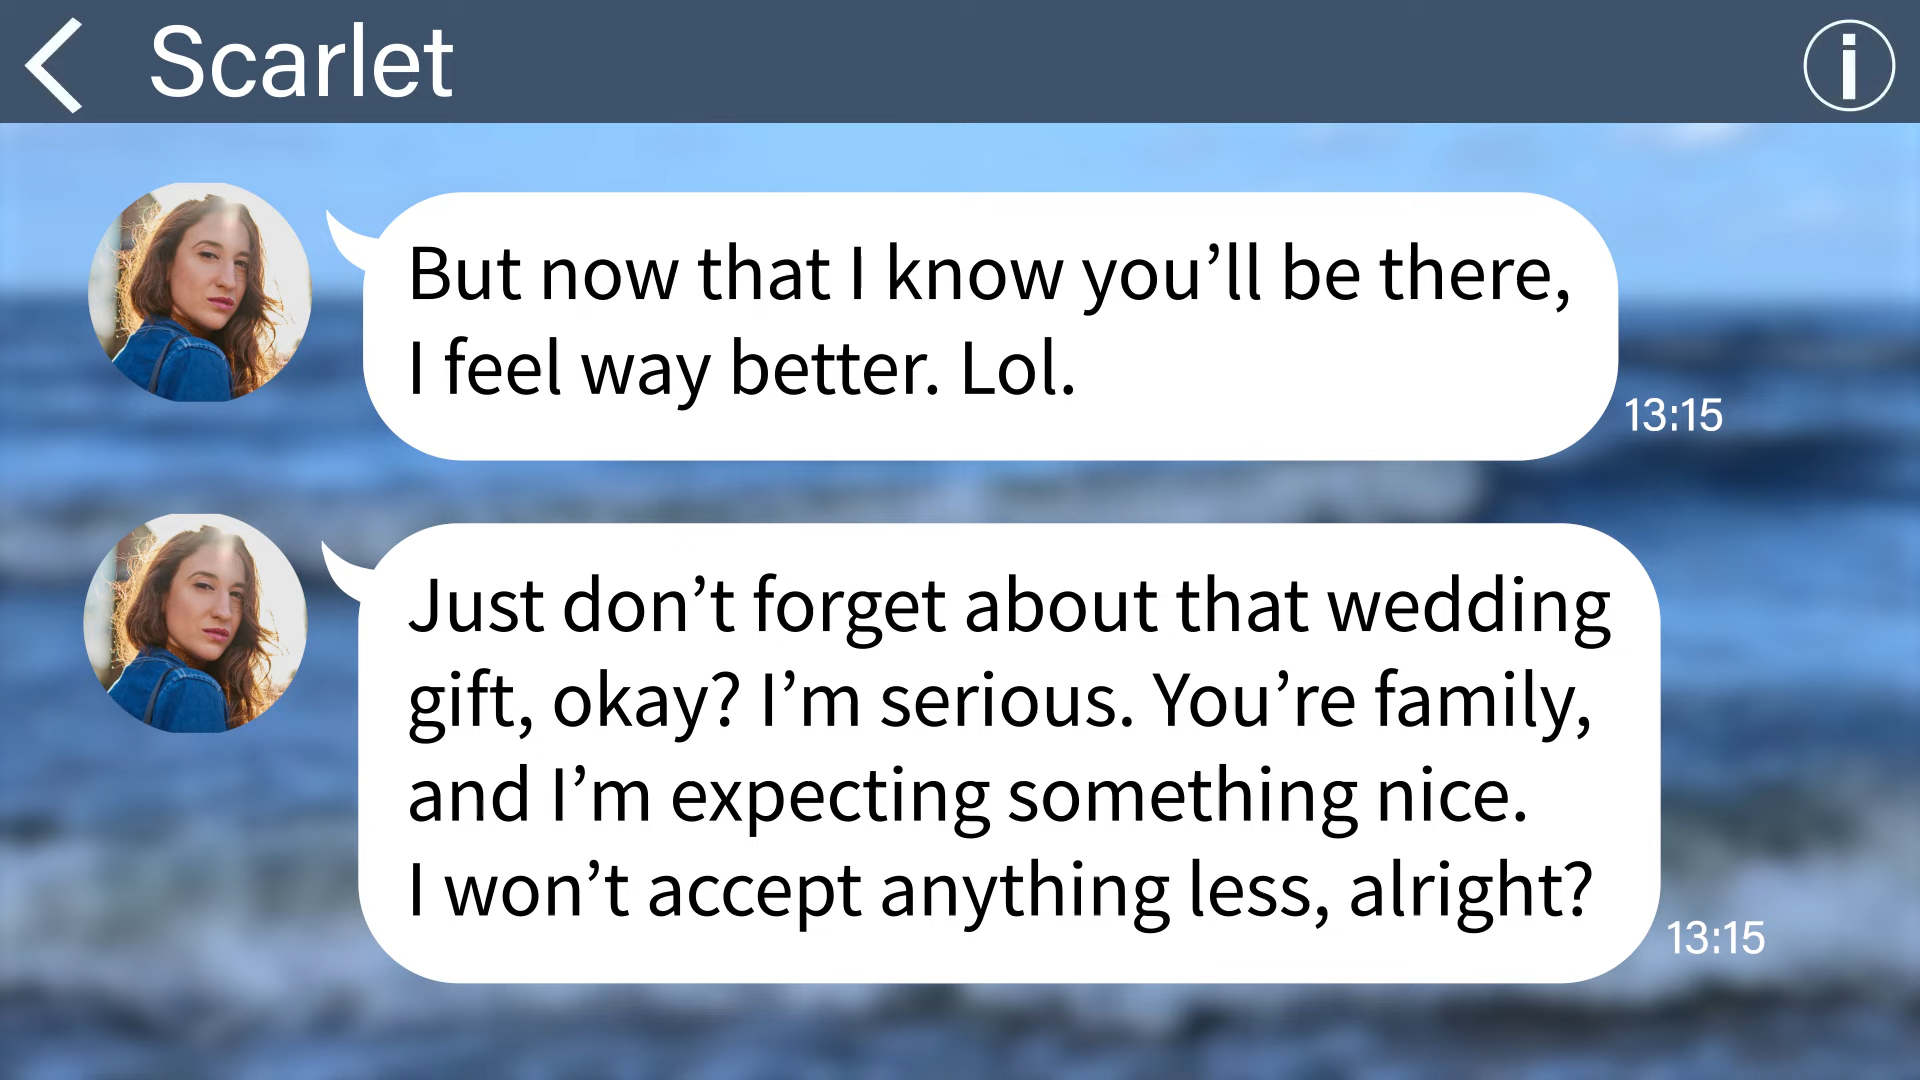 Scarlet
But now that I know you’ll be there,
I feel way better. Lol.
13:15
Just don’t forget about that wedding
gift, okay? I’m serious. You’re family,
and I’m expecting something nice.
I won’t accept anything less, alright?
13:15